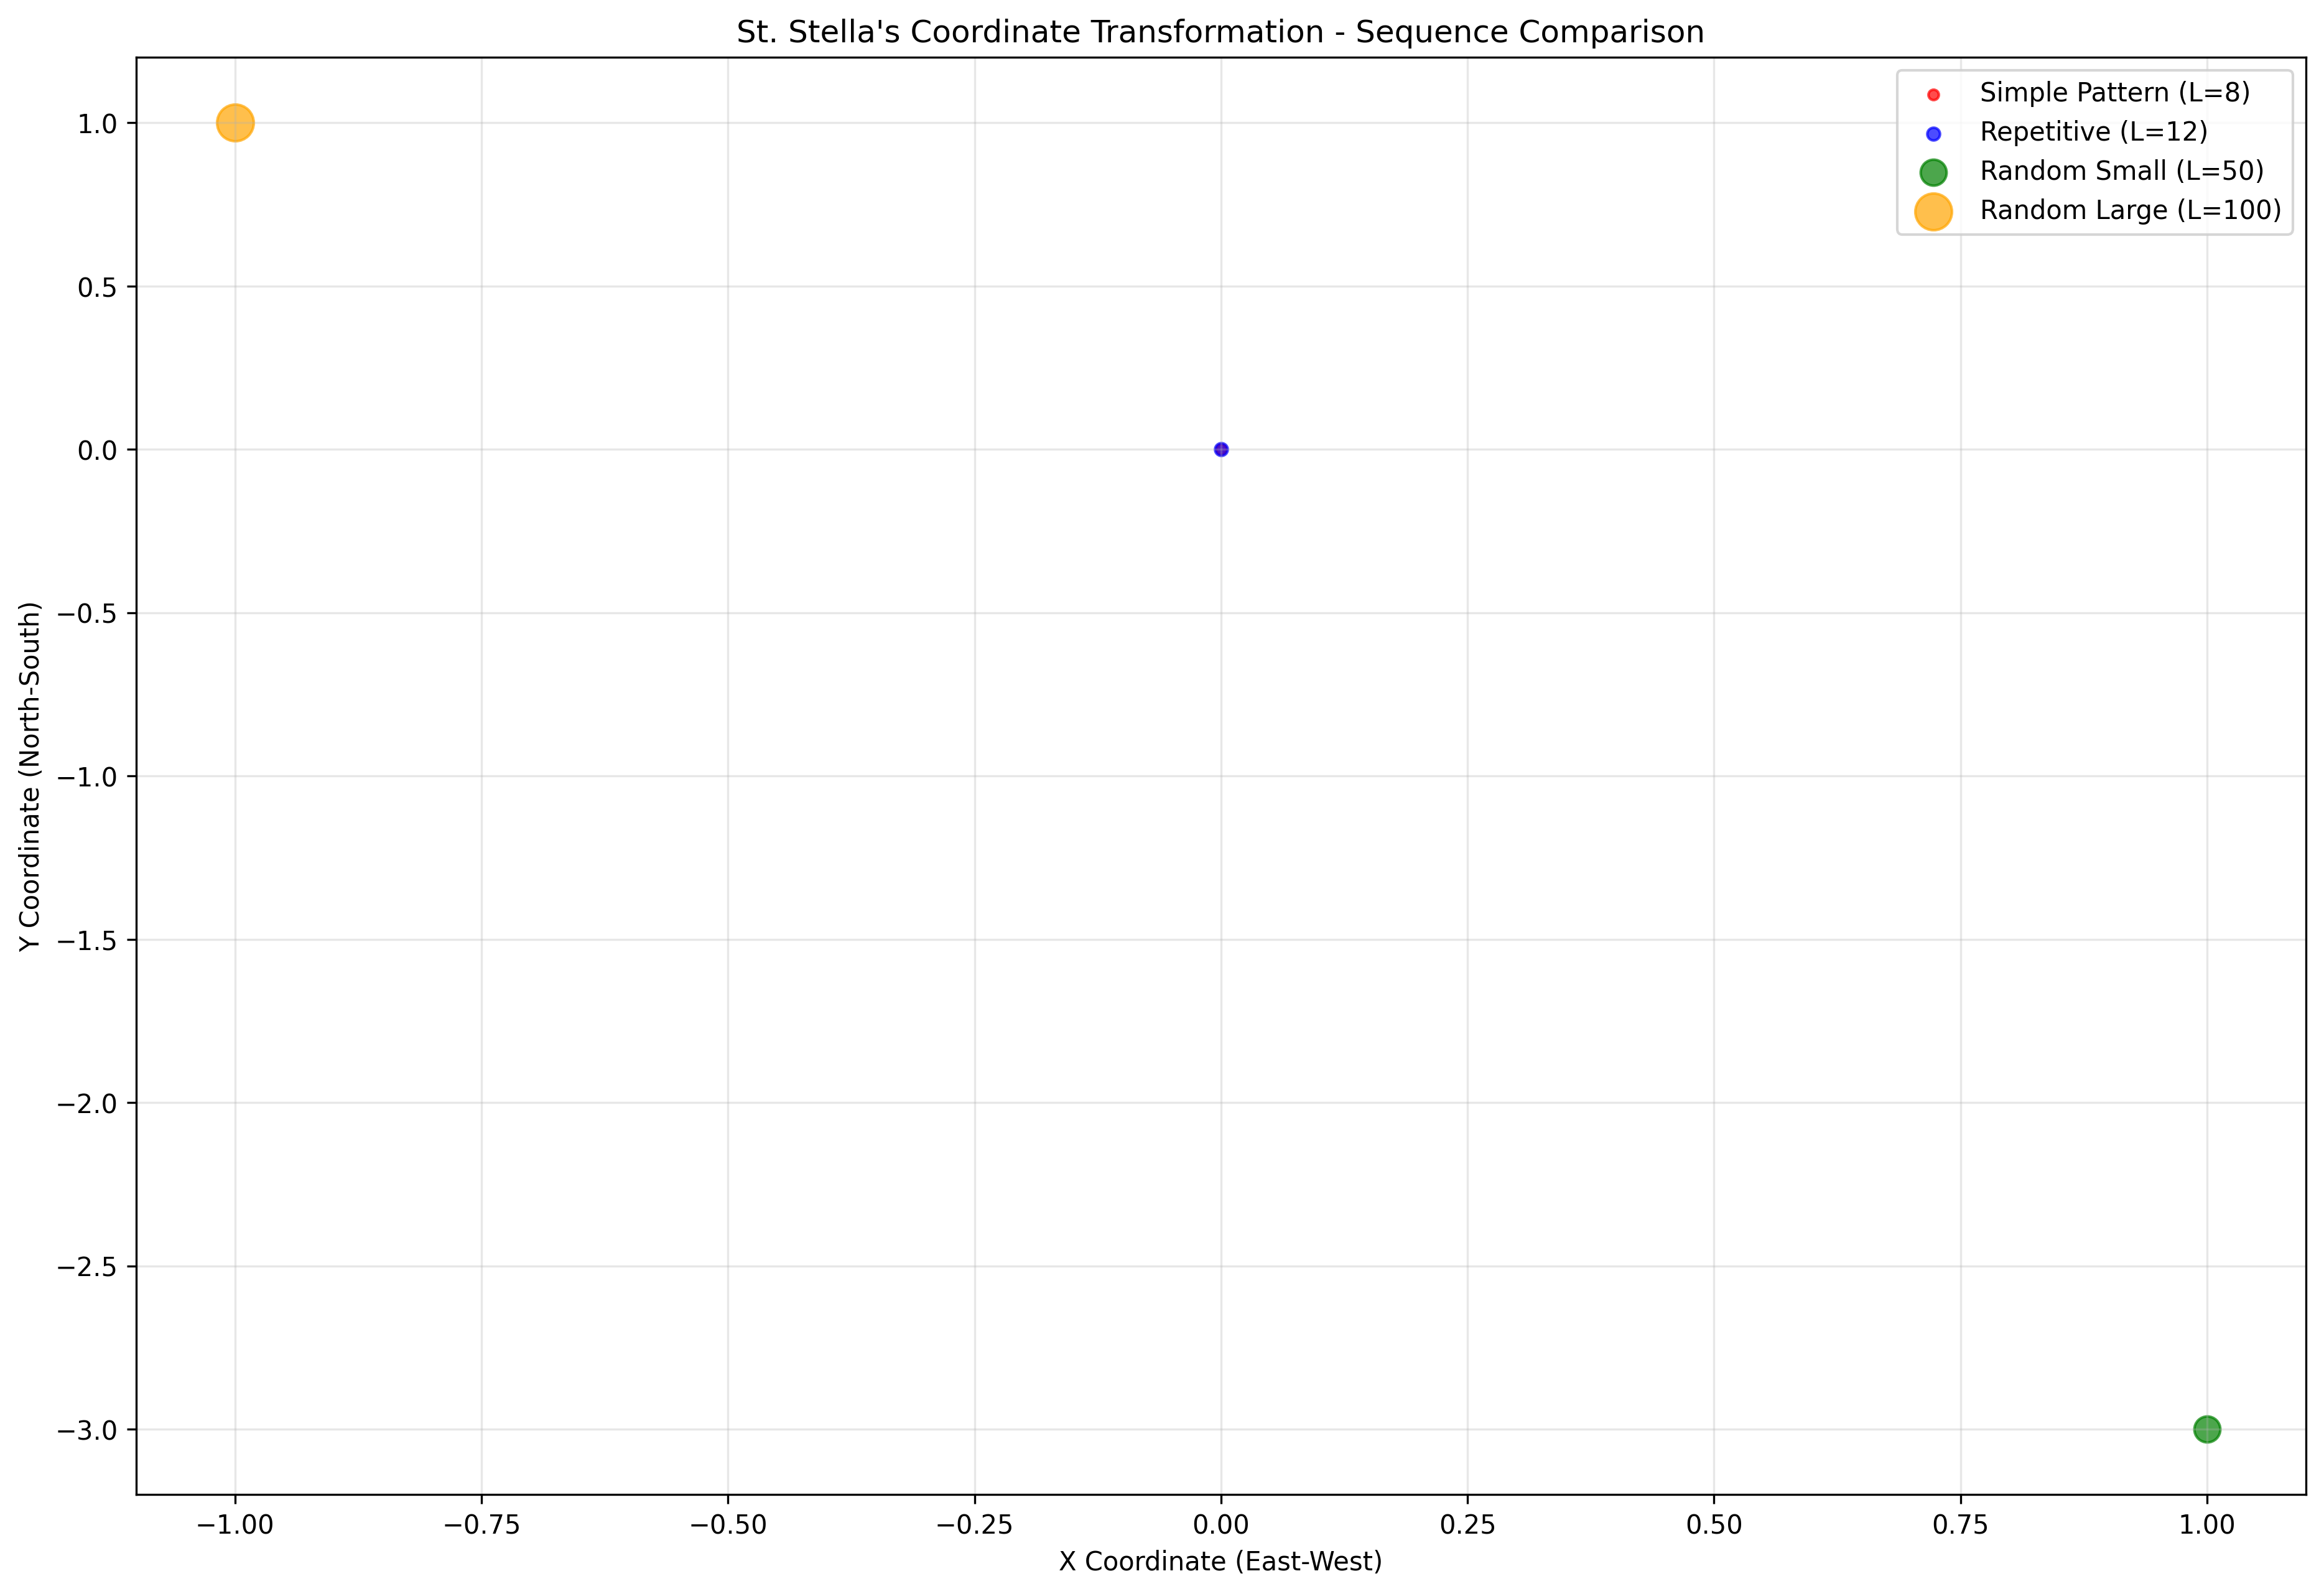 St. Stella's Coordinate Transformation - Sequence Comparison
Simple Pattern (L=8)
Repetitive (L=12)
Random Small (L=50)
Random Large (L=100)
1.0
0.5
0.0
−0.5
−1.0
−1.5
−2.0
−2.5
−3.0
Y Coordinate (North-South)
−1.00 −0.75 −0.50 −0.25 0.00 0.25 0.50 0.75 1.00
X Coordinate (East-West)